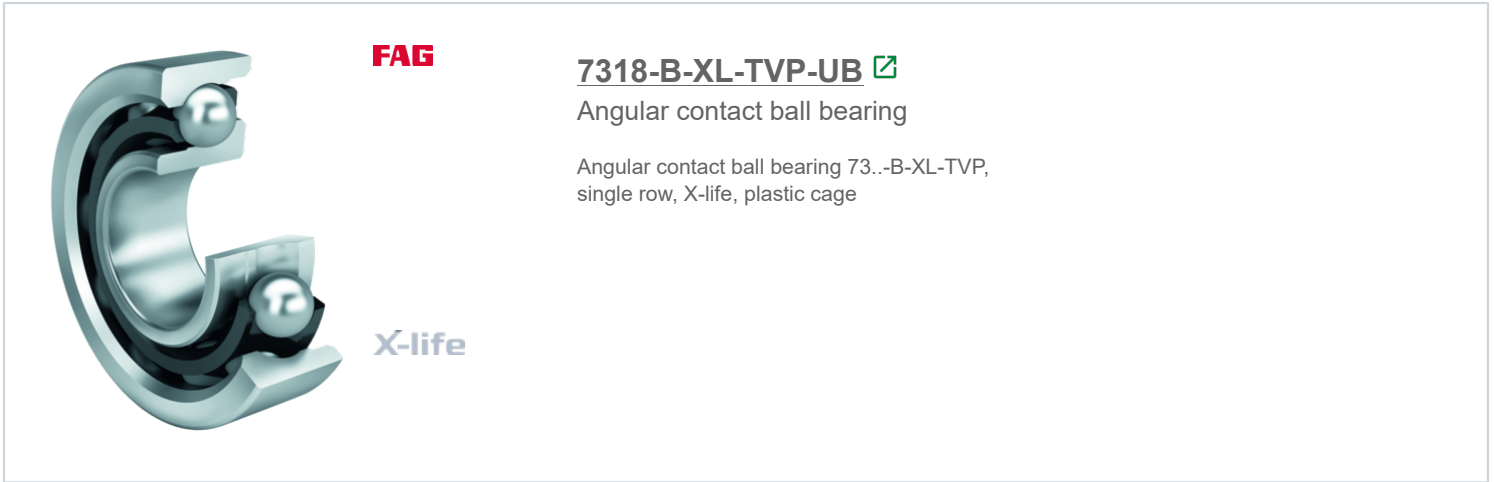 FAG
7318-B-XL-TVP-UB
Angular contact ball bearing
Angular contact ball bearing 73..-B-XL-TVP,
single row, X-life, plastic cage
X-life